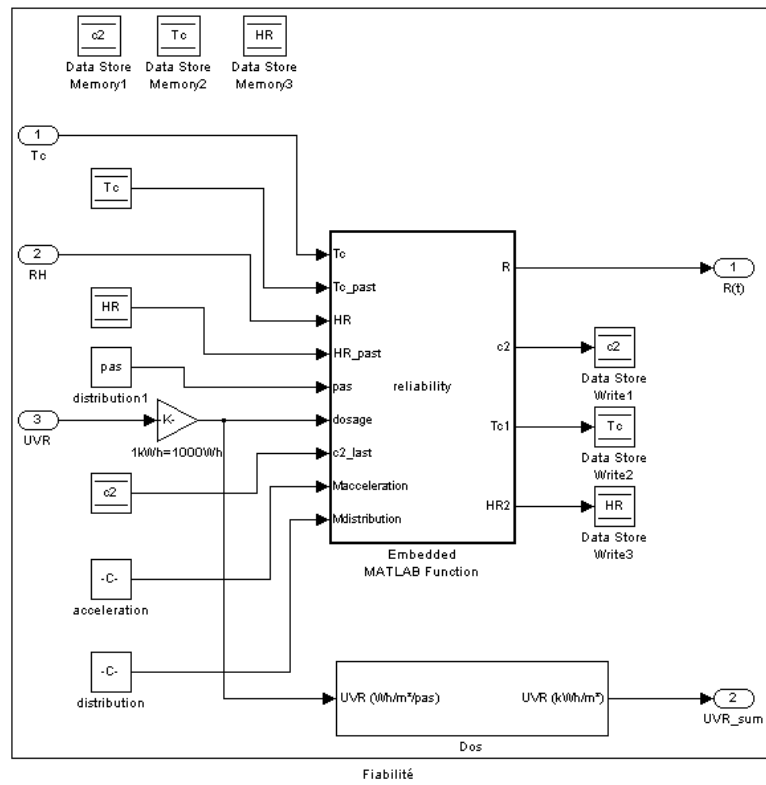 c2
Tc
HR
Data Store
Memory1
Data Store
Memory2
Data Store
Memory3
1
Tc
Tc
2
RH
HR
pas
distribution1
3
UVR
K-
1kWh=1000Wh
c2
-C-
acceleration
-C-
distribution
Tc
Tc_past
HR
HR_past
pas
dosage
c2_last
Macceleration
Mdistribution
reliability
R
c2
Tc1
HR2
Embedded
MATLAB Function
1
R(t)
c2
Data Store
Write1
Tc
Data Store
Write2
HR
Data Store
Write3
UVR (Wh/m²/pas)
UVR (kWh/m²)
Dos
2
UVR_sum
Fiabilité